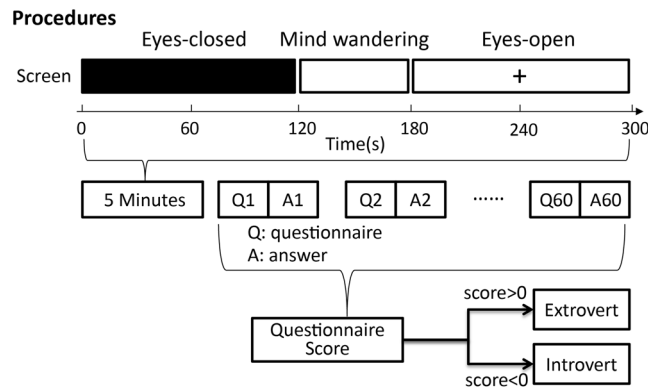 Procedures
Eyes-closed Mind wandering Eyes-open
Screen +
0 60 120 180 240 300
Time(s)
5 Minutes Q1 A1 Q2 A2 ...... Q60 A60
Q: questionnaire
A: answer
score>0
Extrovert
Questionnaire
Score
Introvert
score<0